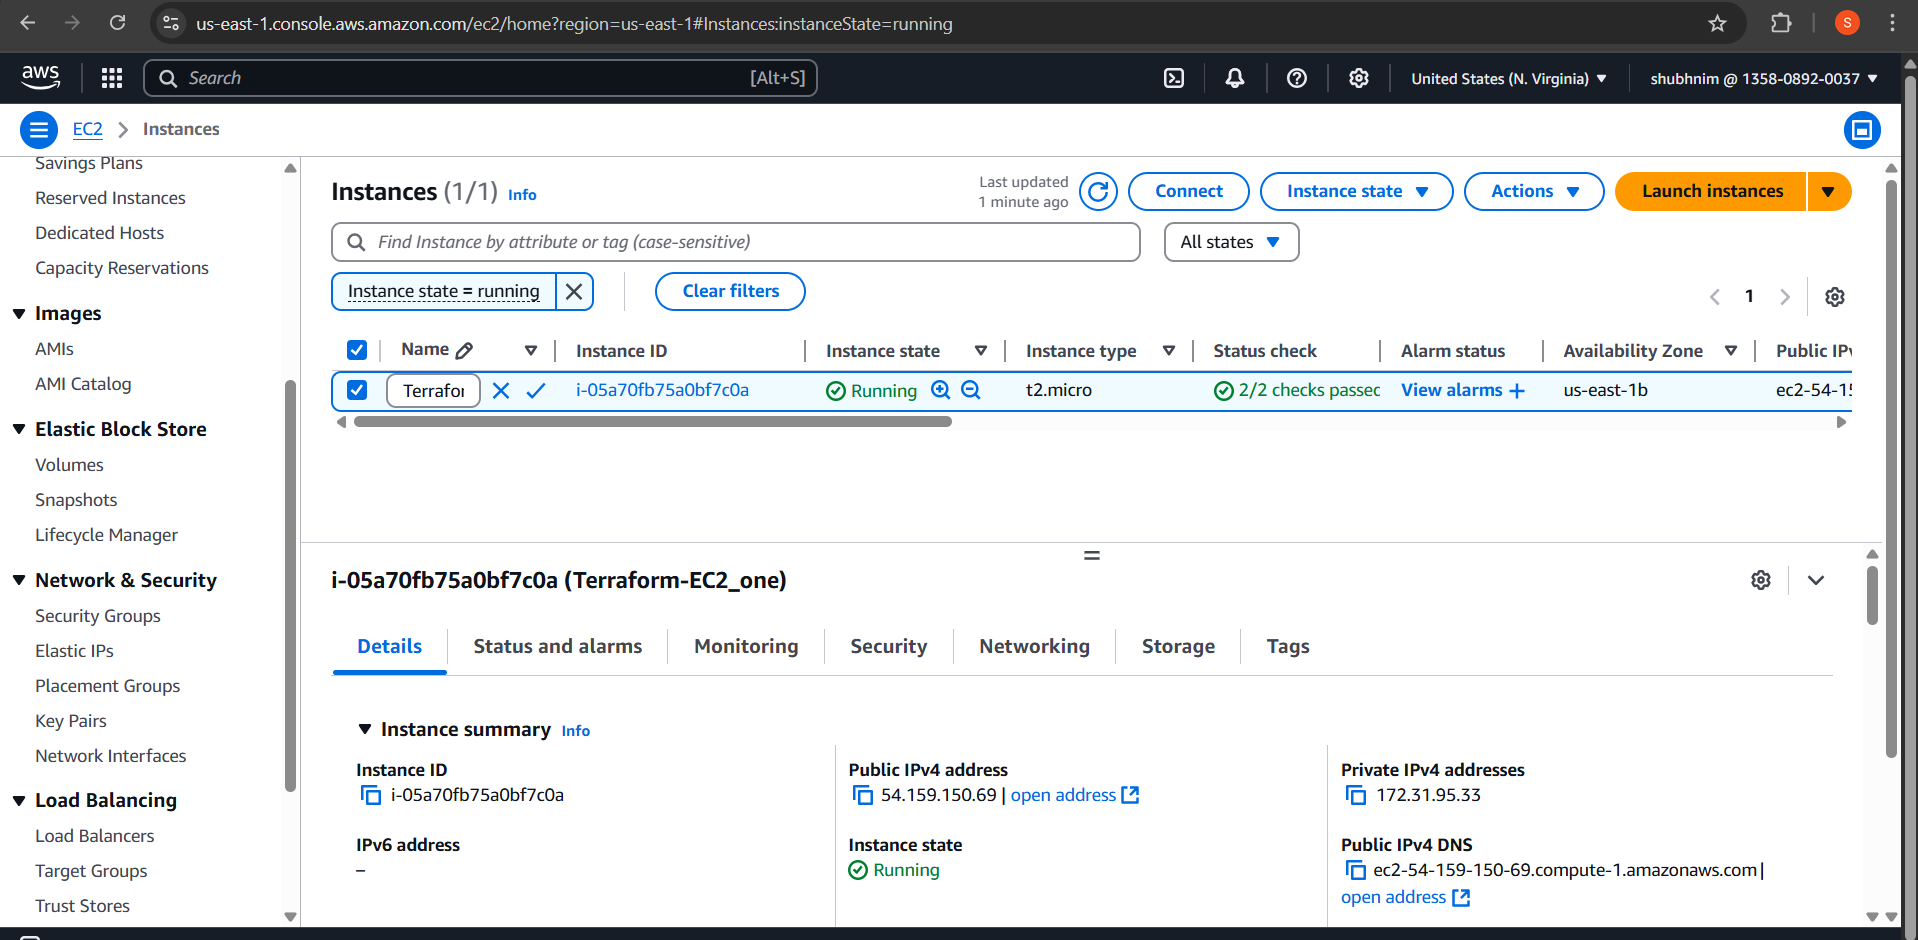 us-east-1.console.aws.amazon.com/ec2/home?region=us-east-1#Instances:instanceState=running
S
aws
Search
[Alt+S]
United States (N. Virginia)
shubhnim @ 1358-0892-0037
EC2
Instances
Savings Plans
Reserved Instances
Dedicated Hosts
Capacity Reservations
Images
AMIs
AMI Catalog
Elastic Block Store
Volumes
Snapshots
Lifecycle Manager
Network & Security
Security Groups
Elastic IPs
Placement Groups
Key Pairs
Network Interfaces
Load Balancing
Load Balancers
Target Groups
Trust Stores
Instances (1/1) Info
Last updated
1 minute ago
Connect
Instance state
Actions
Launch instances
Find Instance by attribute or tag (case-sensitive)
All states
Instance state = running
Clear filters
1
Name Instance ID Instance state Instance type Status check Alarm status Availability Zone Public IPv
Terrafor i-05a70fb75a0bf7c0a Running t2.micro 2/2 checks passed View alarms + us-east-1b ec2-54-15
i-05a70fb75a0bf7c0a (Terraform-EC2_one)
Details
Status and alarms
Monitoring
Security
Networking
Storage
Tags
Instance summary Info
Instance ID
i-05a70fb75a0bf7c0a
Public IPv4 address
54.159.150.69 | open address
Private IPv4 addresses
172.31.95.33
IPv6 address
–
Instance state
Running
Public IPv4 DNS
ec2-54-159-150-69.compute-1.amazonaws.com |
open address